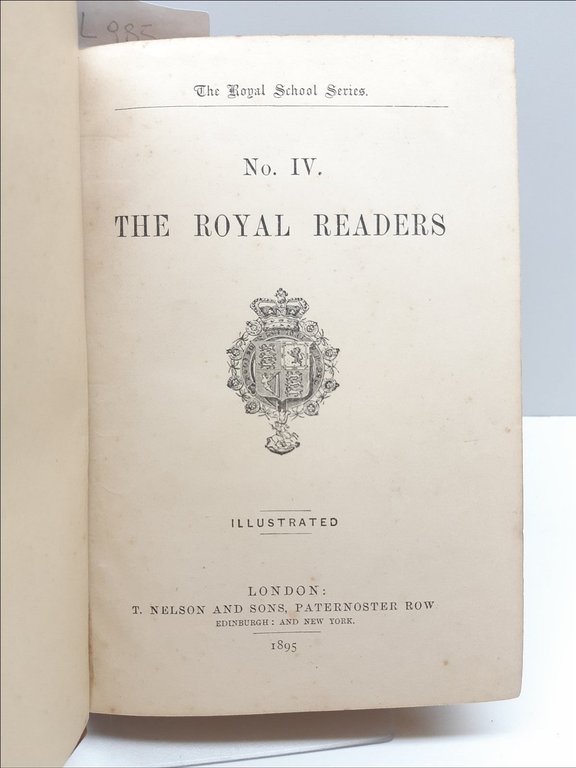 L 985
The Royal School Series.
No. IV.
THE ROYAL READERS
ILLUSTRATED
LONDON:
T. NELSON AND SONS, PATERNOSTER ROW
EDINBURGH: AND NEW YORK.
1895